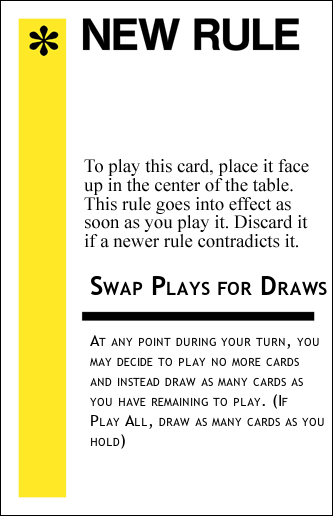 * NEW RULE
To play this card, place it face
up in the center of the table.
This rule goes into effect as
soon as you play it. Discard it
if a newer rule contradicts it.
Swap Plays for Draws
At any point during your turn, you
may decide to play no more cards
and instead draw as many cards as
you have remaining to play. (If
Play All, draw as many cards as you
hold)